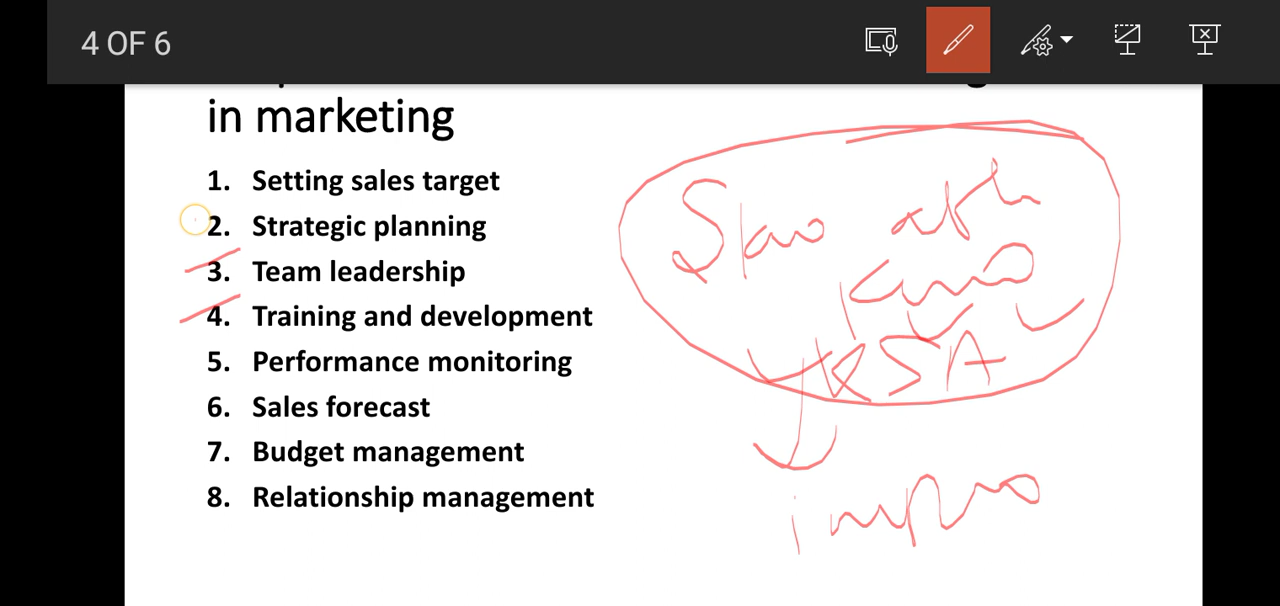 4 OF 6
in marketing
1. Setting sales target
2. Strategic planning
3. Team leadership
4. Training and development
5. Performance monitoring
6. Sales forecast
7. Budget management
8. Relationship management
KSA